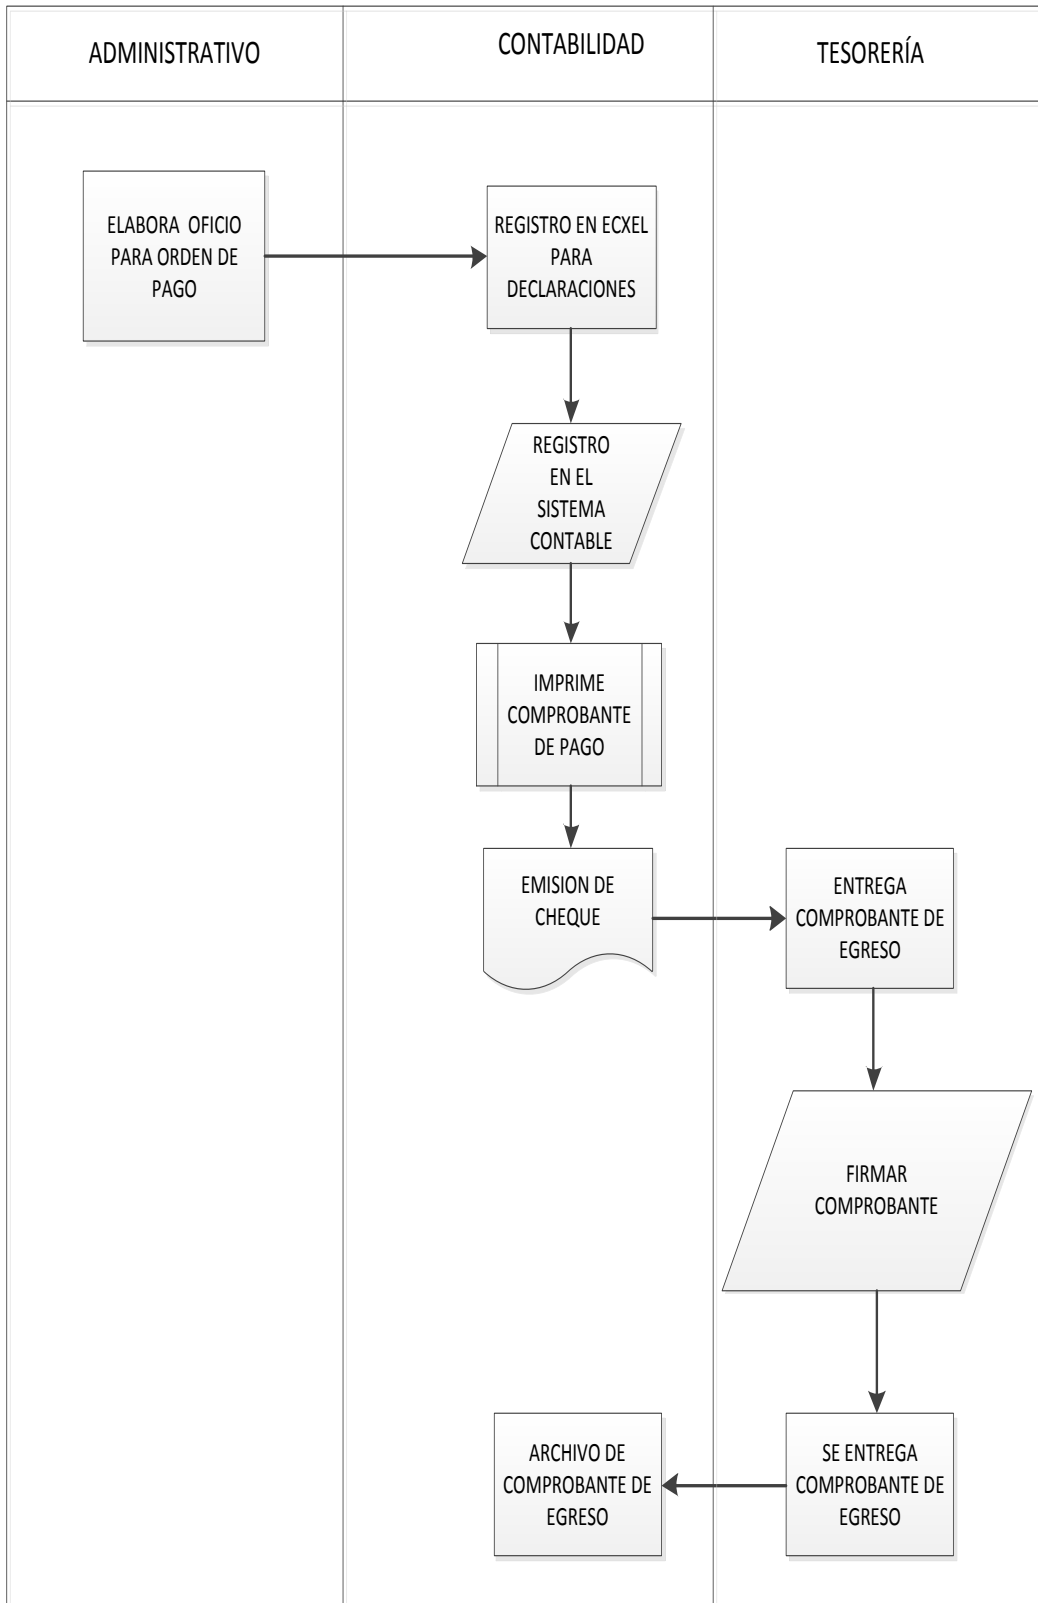 ADMINISTRATIVO
CONTABILIDAD
TESORERÍA
ELABORA OFICIO
PARA ORDEN DE
PAGO
REGISTRO EN ECXEL
PARA
DECLARACIONES
REGISTRO
EN EL
SISTEMA
CONTABLE
IMPRIME
COMPROBANTE
DE PAGO
EMISION DE
CHEQUE
ENTREGA
COMPROBANTE DE
EGRESO
FIRMAR
COMPROBANTE
SE ENTREGA
COMPROBANTE DE
EGRESO
ARCHIVO DE
COMPROBANTE DE
EGRESO